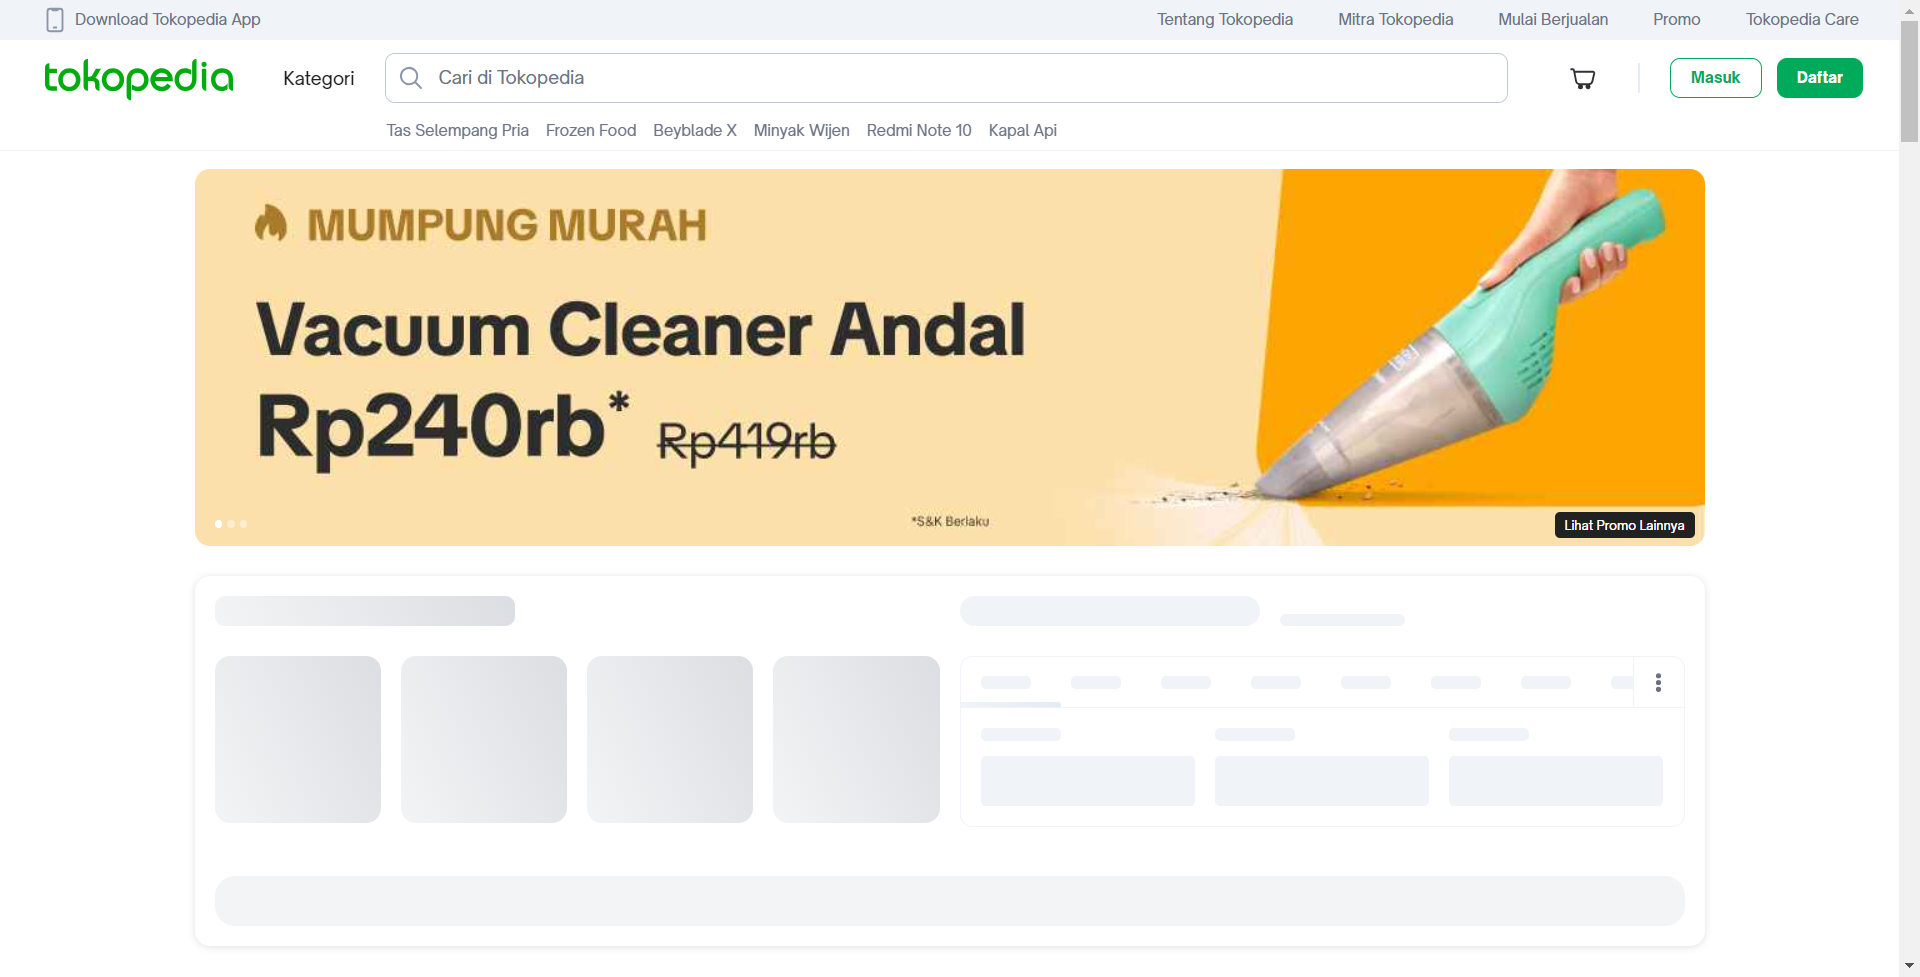 Download Tokopedia App
Tentang Tokopedia
Mitra Tokopedia
Mulai Berjualan
Promo
Tokopedia Care
tokopedia
Kategori
Cari di Tokopedia
Masuk
Daftar
Tas Selempang Pria
Frozen Food
Beyblade X
Minyak Wijen
Redmi Note 10
Kapal Api
MUMPUNG MURAH
Vacuum Cleaner Andal
Rp240rb* Rp419rb
*S&K Berlaku
Lihat Promo Lainnya